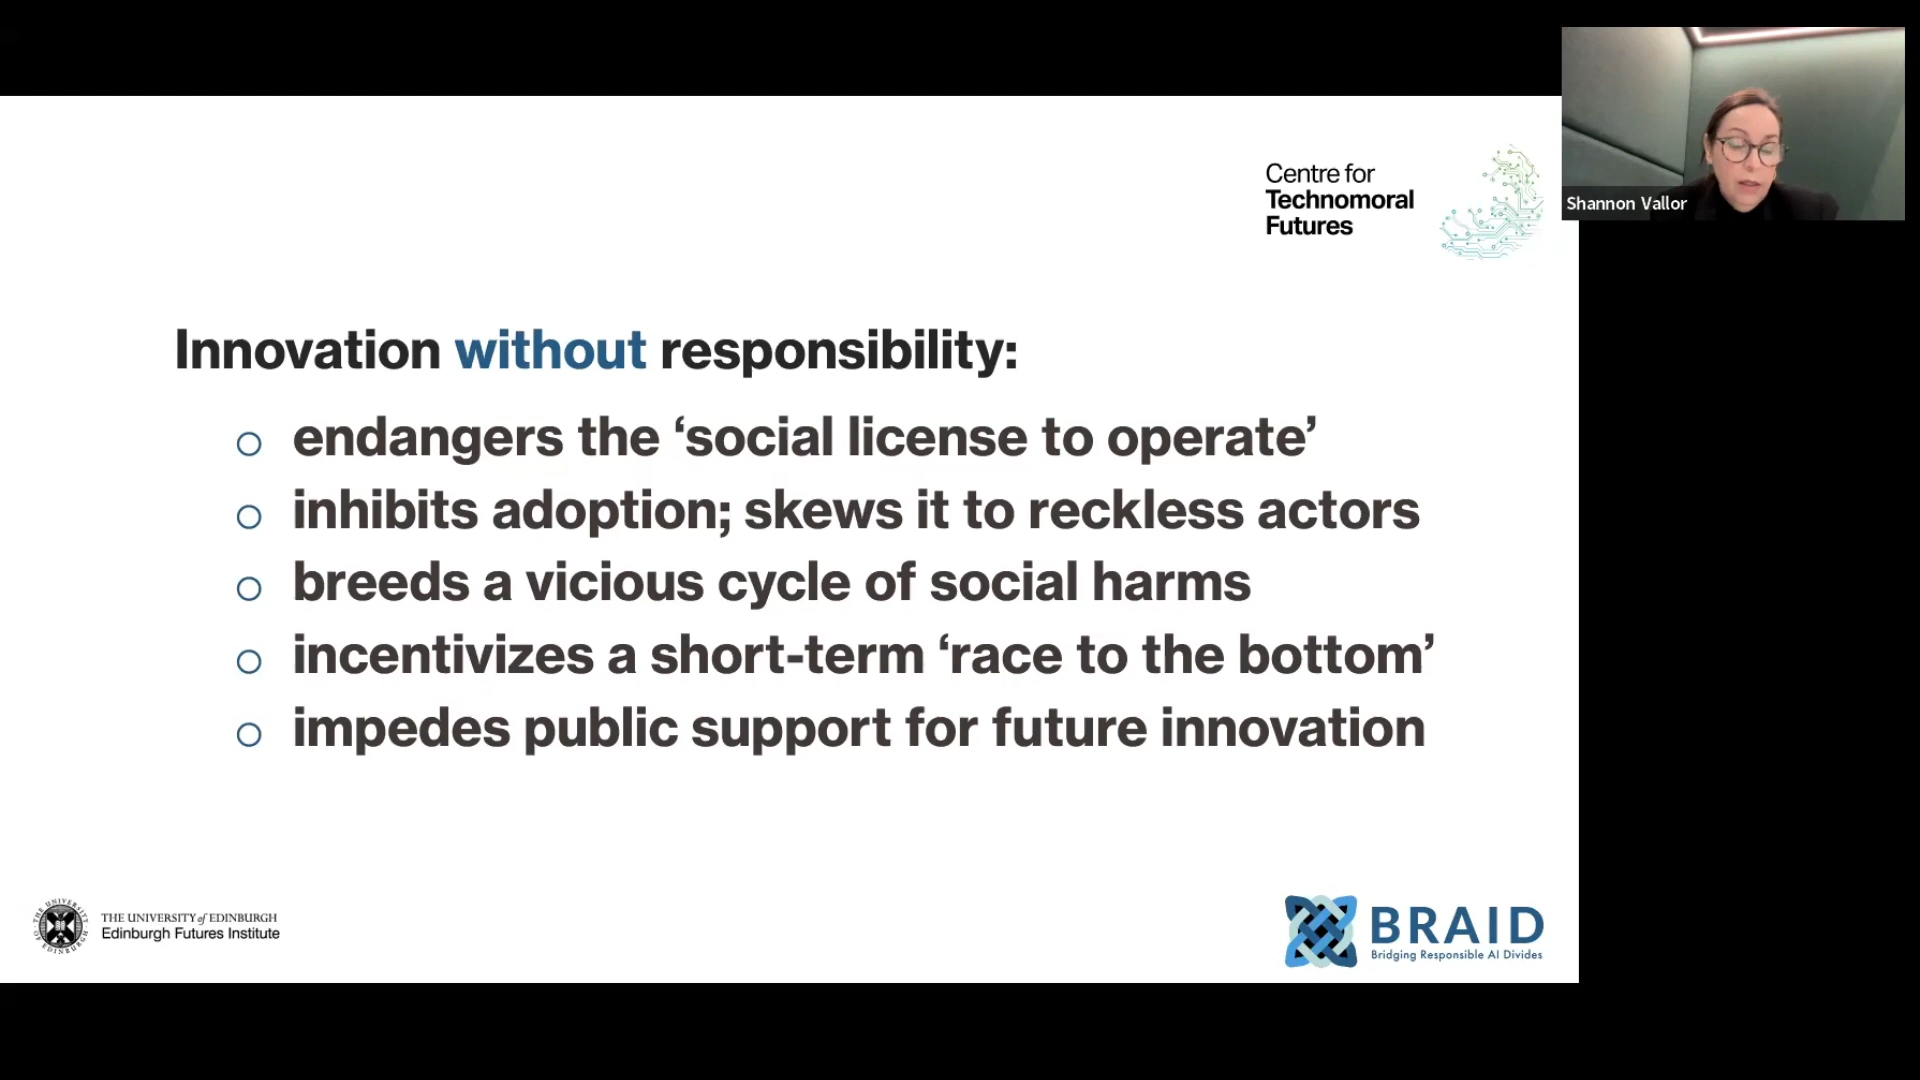 Centre for
Technomoral
Futures
Shannon Vallor
Innovation without responsibility:
endangers the ‘social license to operate’
inhibits adoption; skews it to reckless actors
breeds a vicious cycle of social harms
incentivizes a short-term ‘race to the bottom’
impedes public support for future innovation
THE UNIVERSITY of EDINBURGH
Edinburgh Futures Institute
BRAID
Bridging Responsible AI Divides